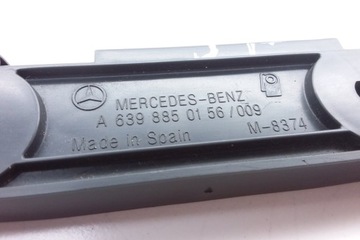 MERCEDES-BENZ
A 639 885 01 56 / 009
Made in Spain M-8374